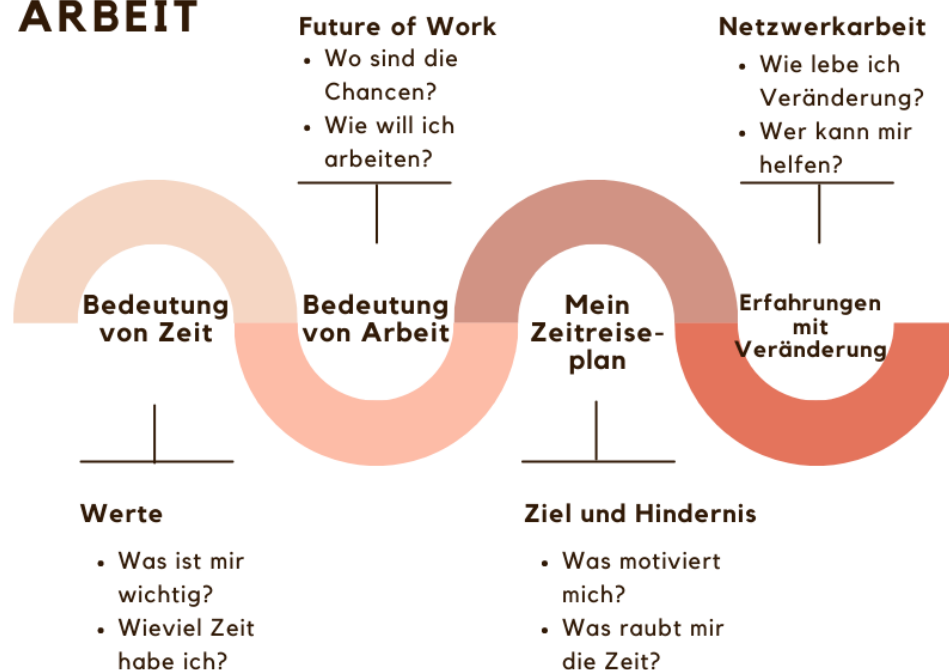 ARBEIT
Future of Work
• Wo sind die
Chancen?
• Wie will ich
arbeiten?
Netzwerkarbeit
• Wie lebe ich
Veränderung?
• Wer kann mir
helfen?
Bedeutung
von Zeit
Bedeutung
von Arbeit
Mein
Zeitreise-
plan
Erfahrungen
mit
Veränderung
Werte
• Was ist mir
wichtig?
• Wieviel Zeit
habe ich?
Ziel und Hindernis
• Was motiviert
mich?
• Was raubt mir
die Zeit?